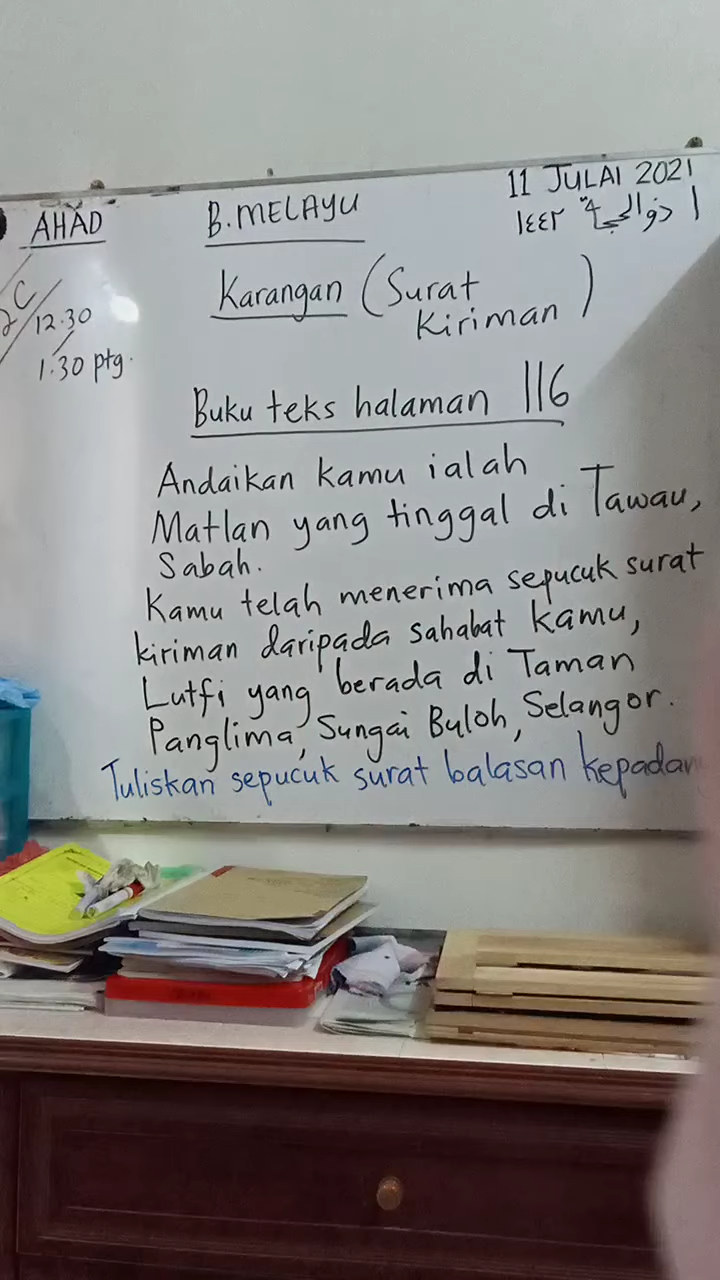 11 JULAI 2021
AHAD
B.MELAYU
١ ذوالحجة ١٤٤٢
Karangan (Surat
Kiriman)
2C
12.30
1.30 ptg.
Buku teks halaman 116
Andaikan kamu ialah
Matlan yang tinggal di Tawau,
Sabah.
Kamu telah menerima sepucuk surat
kiriman daripada sahabat kamu,
Lutfi yang berada di Taman
Panglima, Sungai Buloh, Selangor.
Tuliskan sepucuk surat balasan kepadan